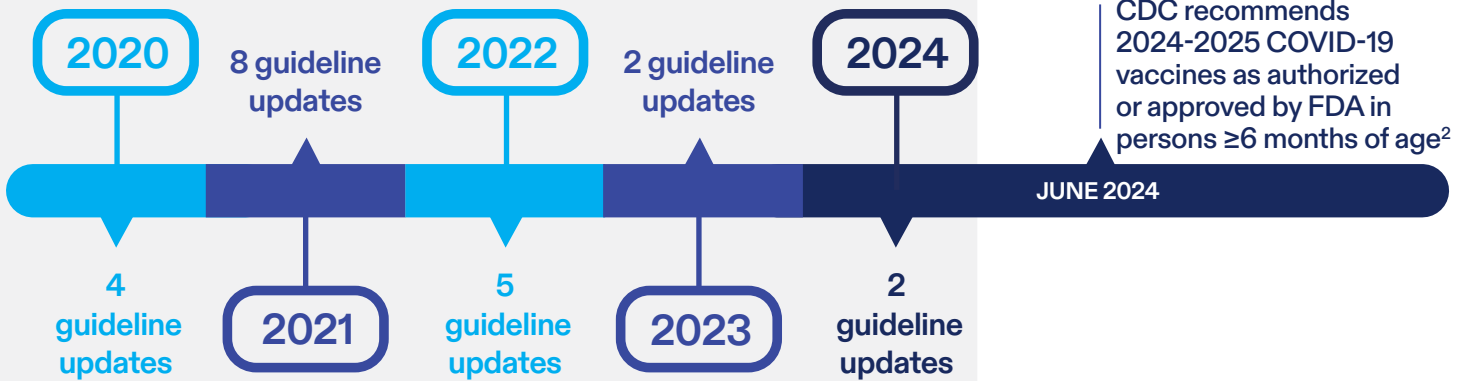 2020
4
guideline
updates
8 guideline
updates
2021
2022
5
guideline
updates
2 guideline
updates
2023
2024
2
guideline
updates
CDC recommends
2024-2025 COVID-19
vaccines as authorized
or approved by FDA in
persons ≥6 months of age²
JUNE 2024